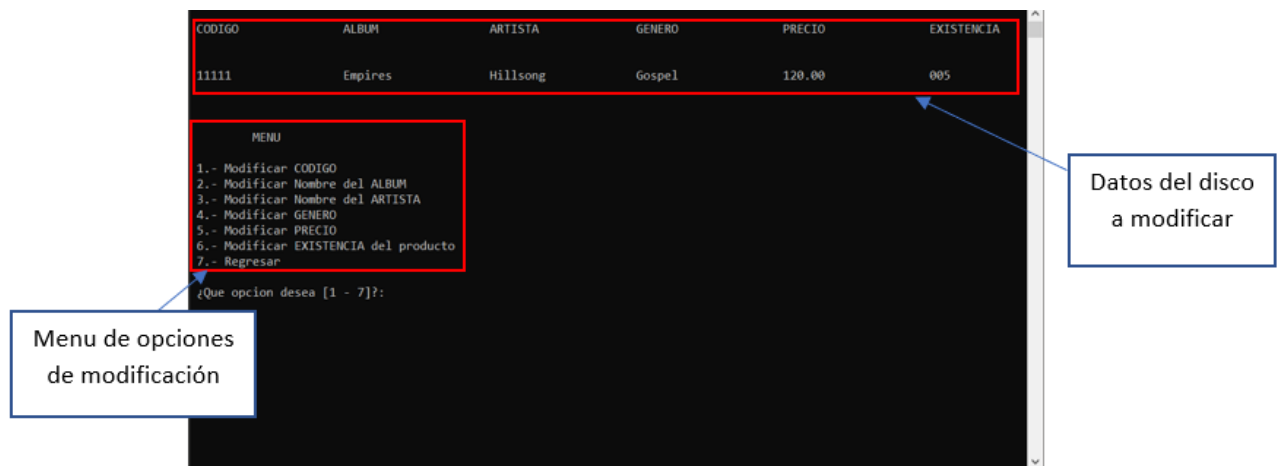 CODIGO ALBUM ARTISTA GENERO PRECIO EXISTENCIA
11111 Empires Hillsong Gospel 120.00 005
MENU
1.- Modificar CODIGO
2.- Modificar Nombre del ALBUM
3.- Modificar Nombre del ARTISTA
4.- Modificar GENERO
5.- Modificar PRECIO
6.- Modificar EXISTENCIA del producto
7.- Regresar
¿Que opcion desea [1 - 7]?:
Datos del disco
a modificar
Menu de opciones
de modificación